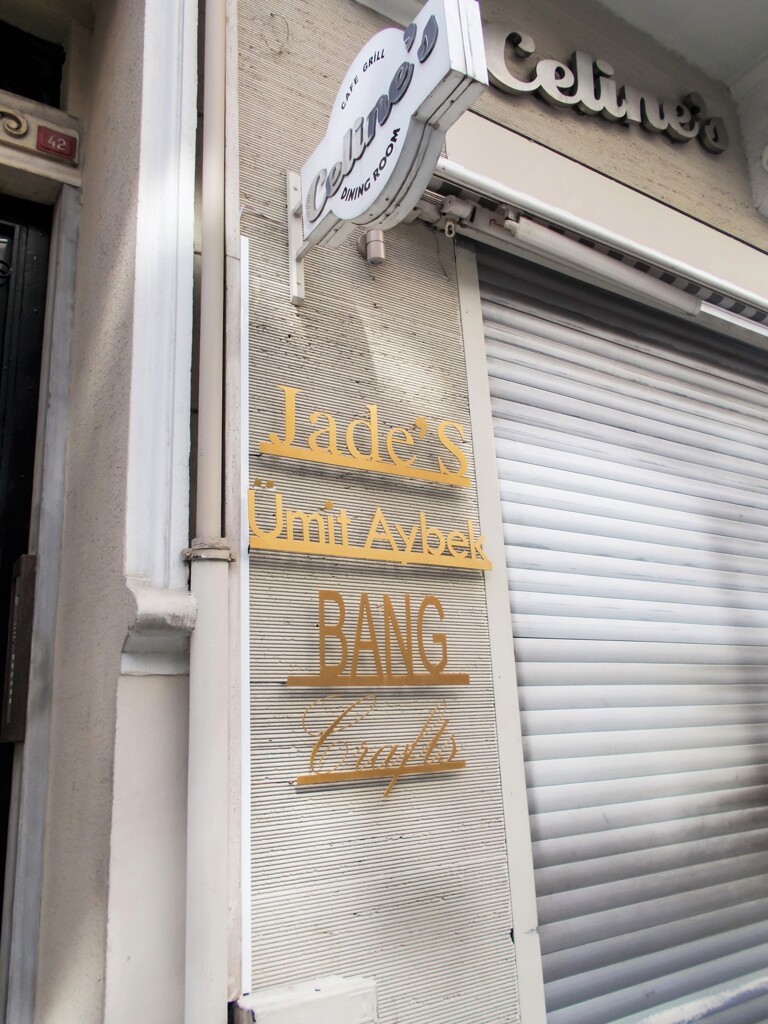 42
CAFE GRILL
Celine's
DINING ROOM
Celine's
Jade'S
Ümit Aybek
BANG
Crafts